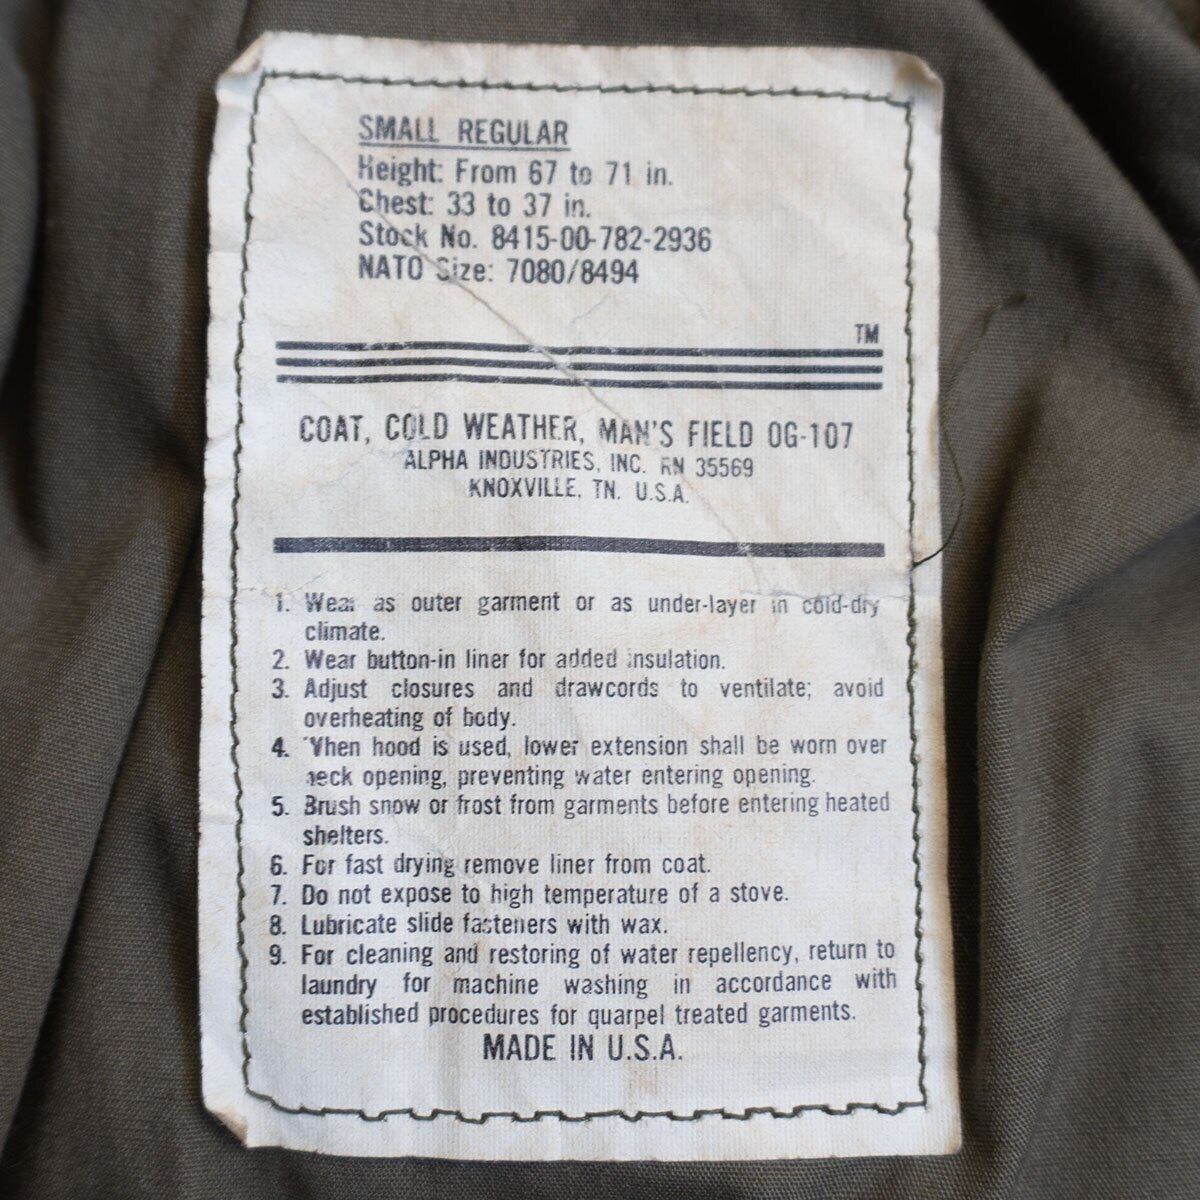 SMALL REGULAR
Height: From 67 to 71 in.
Chest: 33 to 37 in.
Stock No. 8415-00-782-2936
NATO Size: 7080/8494
TM
COAT, COLD WEATHER, MAN'S FIELD OG-107
ALPHA INDUSTRIES, INC. RN 35569
KNOXVILLE, TN. U.S.A.
1. Wear as outer garment or as under-layer in cold-dry
climate.
2. Wear button-in liner for added insulation.
3. Adjust closures and drawcords to ventilate; avoid
overheating of body.
4. When hood is used, lower extension shall be worn over
neck opening, preventing water entering opening.
5. Brush snow or frost from garments before entering heated
shelters.
6. For fast drying remove liner from coat.
7. Do not expose to high temperature of a stove.
8. Lubricate slide fasteners with wax.
9. For cleaning and restoring of water repellency, return to
laundry for machine washing in accordance with
established procedures for quarpel treated garments.
MADE IN U.S.A.